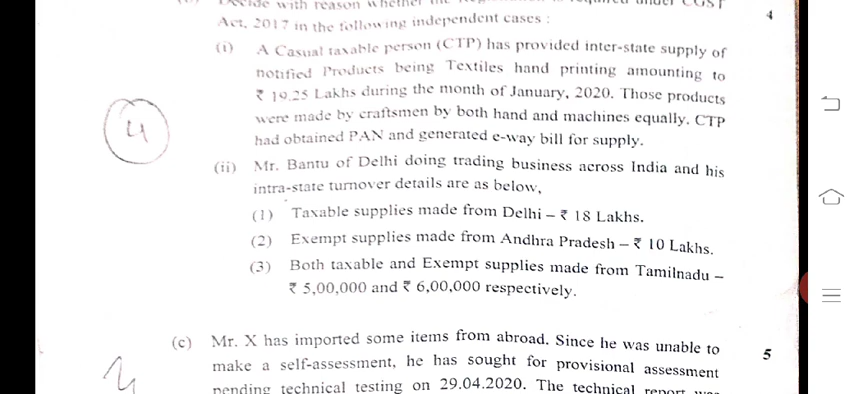 with reason whether the
CGST
Act, 2017 in the following independent cases :
4
(i) A Casual taxable person (CTP) has provided inter-state supply of
notified Products being Textiles hand printing amounting to
₹ 19.25 Lakhs during the month of January, 2020. Those products
were made by craftsmen by both hand and machines equally. CTP
had obtained PAN and generated e-way bill for supply.
4
(ii) Mr. Bantu of Delhi doing trading business across India and his
intra-state turnover details are as below,
(1) Taxable supplies made from Delhi – ₹ 18 Lakhs.
(2) Exempt supplies made from Andhra Pradesh – ₹ 10 Lakhs.
(3) Both taxable and Exempt supplies made from Tamilnadu –
₹ 5,00,000 and ₹ 6,00,000 respectively.
(c) Mr. X has imported some items from abroad. Since he was unable to
5
make a self-assessment, he has sought for provisional assessment
pending technical testing on 29.04.2020. The technical report was